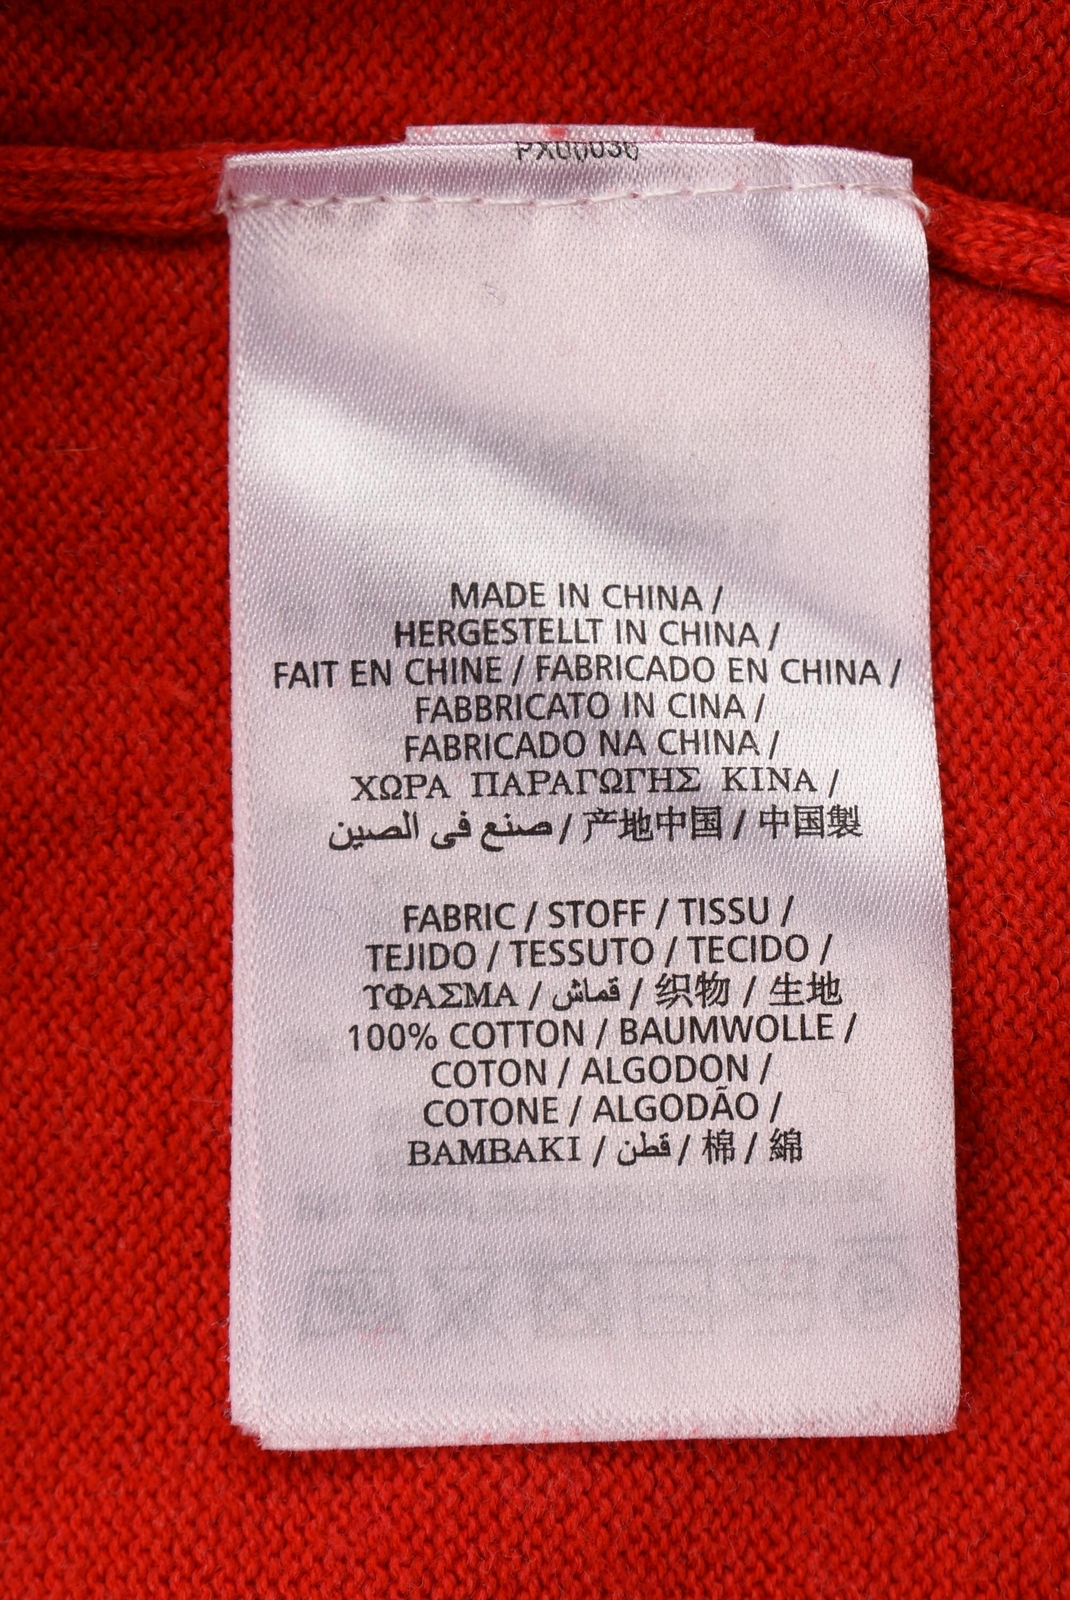 PX00036
MADE IN CHINA /
HERGESTELLT IN CHINA /
FAIT EN CHINE / FABRICADO EN CHINA /
FABBRICATO IN CINA /
FABRICADO NA CHINA /
ΧΩΡΑ ΠΑΡΑΓΩΓΗΣ ΚΙΝΑ /
صنع فى الصين / 产地中国 / 中国製
FABRIC / STOFF / TISSU /
TEJIDO / TESSUTO / TECIDO /
ΥΦΑΣΜΑ / قماش / 织物 / 生地
100% COTTON / BAUMWOLLE /
COTON / ALGODON /
COTONE / ALGODÃO /
ΒΑΜΒΑΚΙ / قطن / 棉 / 綿